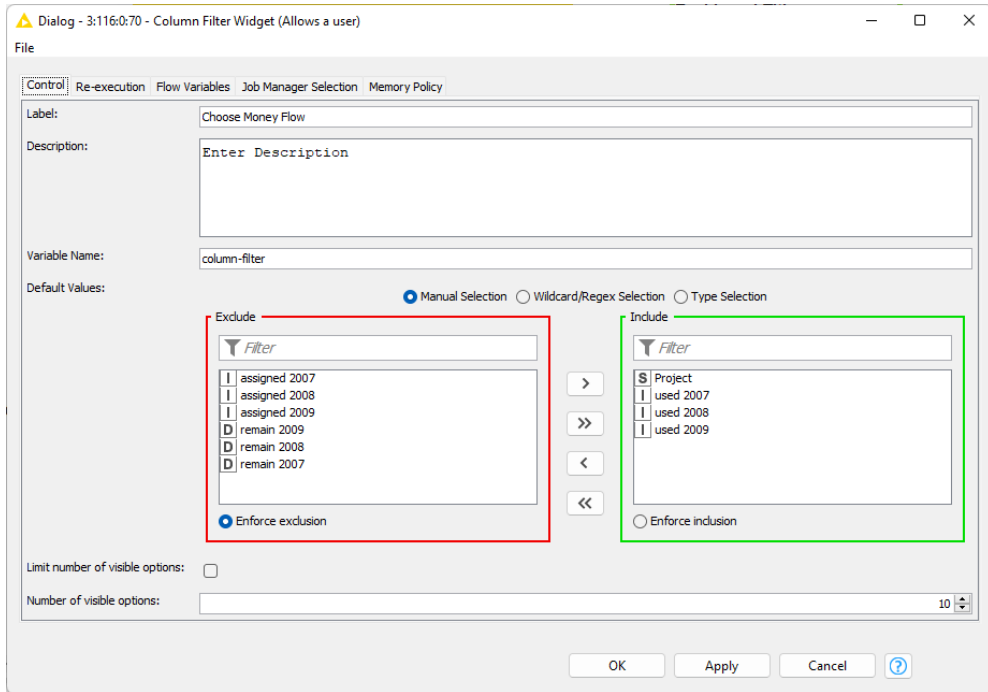 Dialog - 3:116:0:70 - Column Filter Widget (Allows a user)
File
Control Re-execution Flow Variables Job Manager Selection Memory Policy
Label: Choose Money Flow
Description: Enter Description
Variable Name: column-filter
Default Values:
Manual Selection Wildcard/Regex Selection Type Selection
Exclude
Filter
I assigned 2007
I assigned 2008
I assigned 2009
D remain 2009
D remain 2008
D remain 2007
Enforce exclusion
>
>>
<
<<
Include
Filter
S Project
I used 2007
I used 2008
I used 2009
Enforce inclusion
Limit number of visible options:
Number of visible options: 10
OK Apply Cancel ?